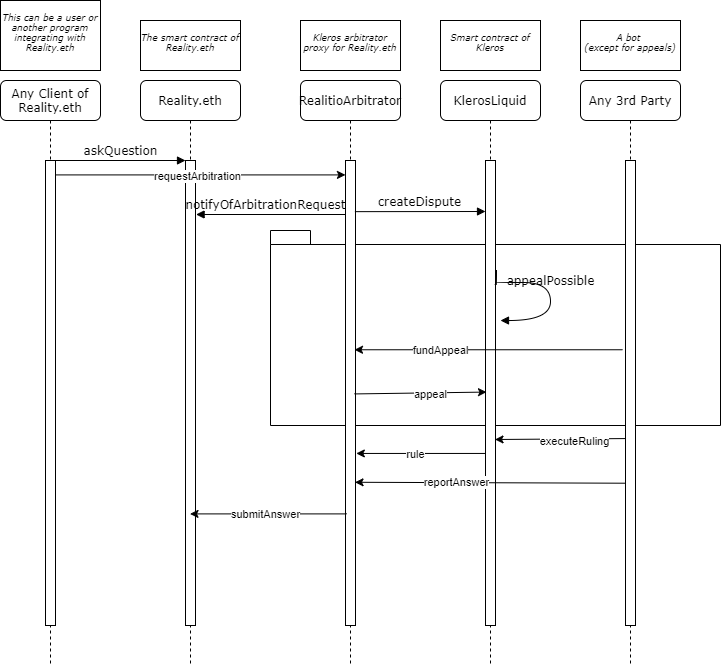 This can be a user or
another program
integrating with
Reality.eth
The smart contract of
Reality.eth
Kleros arbitrator
proxy for Reality.eth
Smart contract of
Kleros
A bot
(except for appeals)
Any Client of
Reality.eth
Reality.eth
RealitioArbitrator
KlerosLiquid
Any 3rd Party
askQuestion
requestArbitration
notifyOfArbitrationRequest
createDispute
appealPossible
fundAppeal
appeal
executeRuling
rule
reportAnswer
submitAnswer